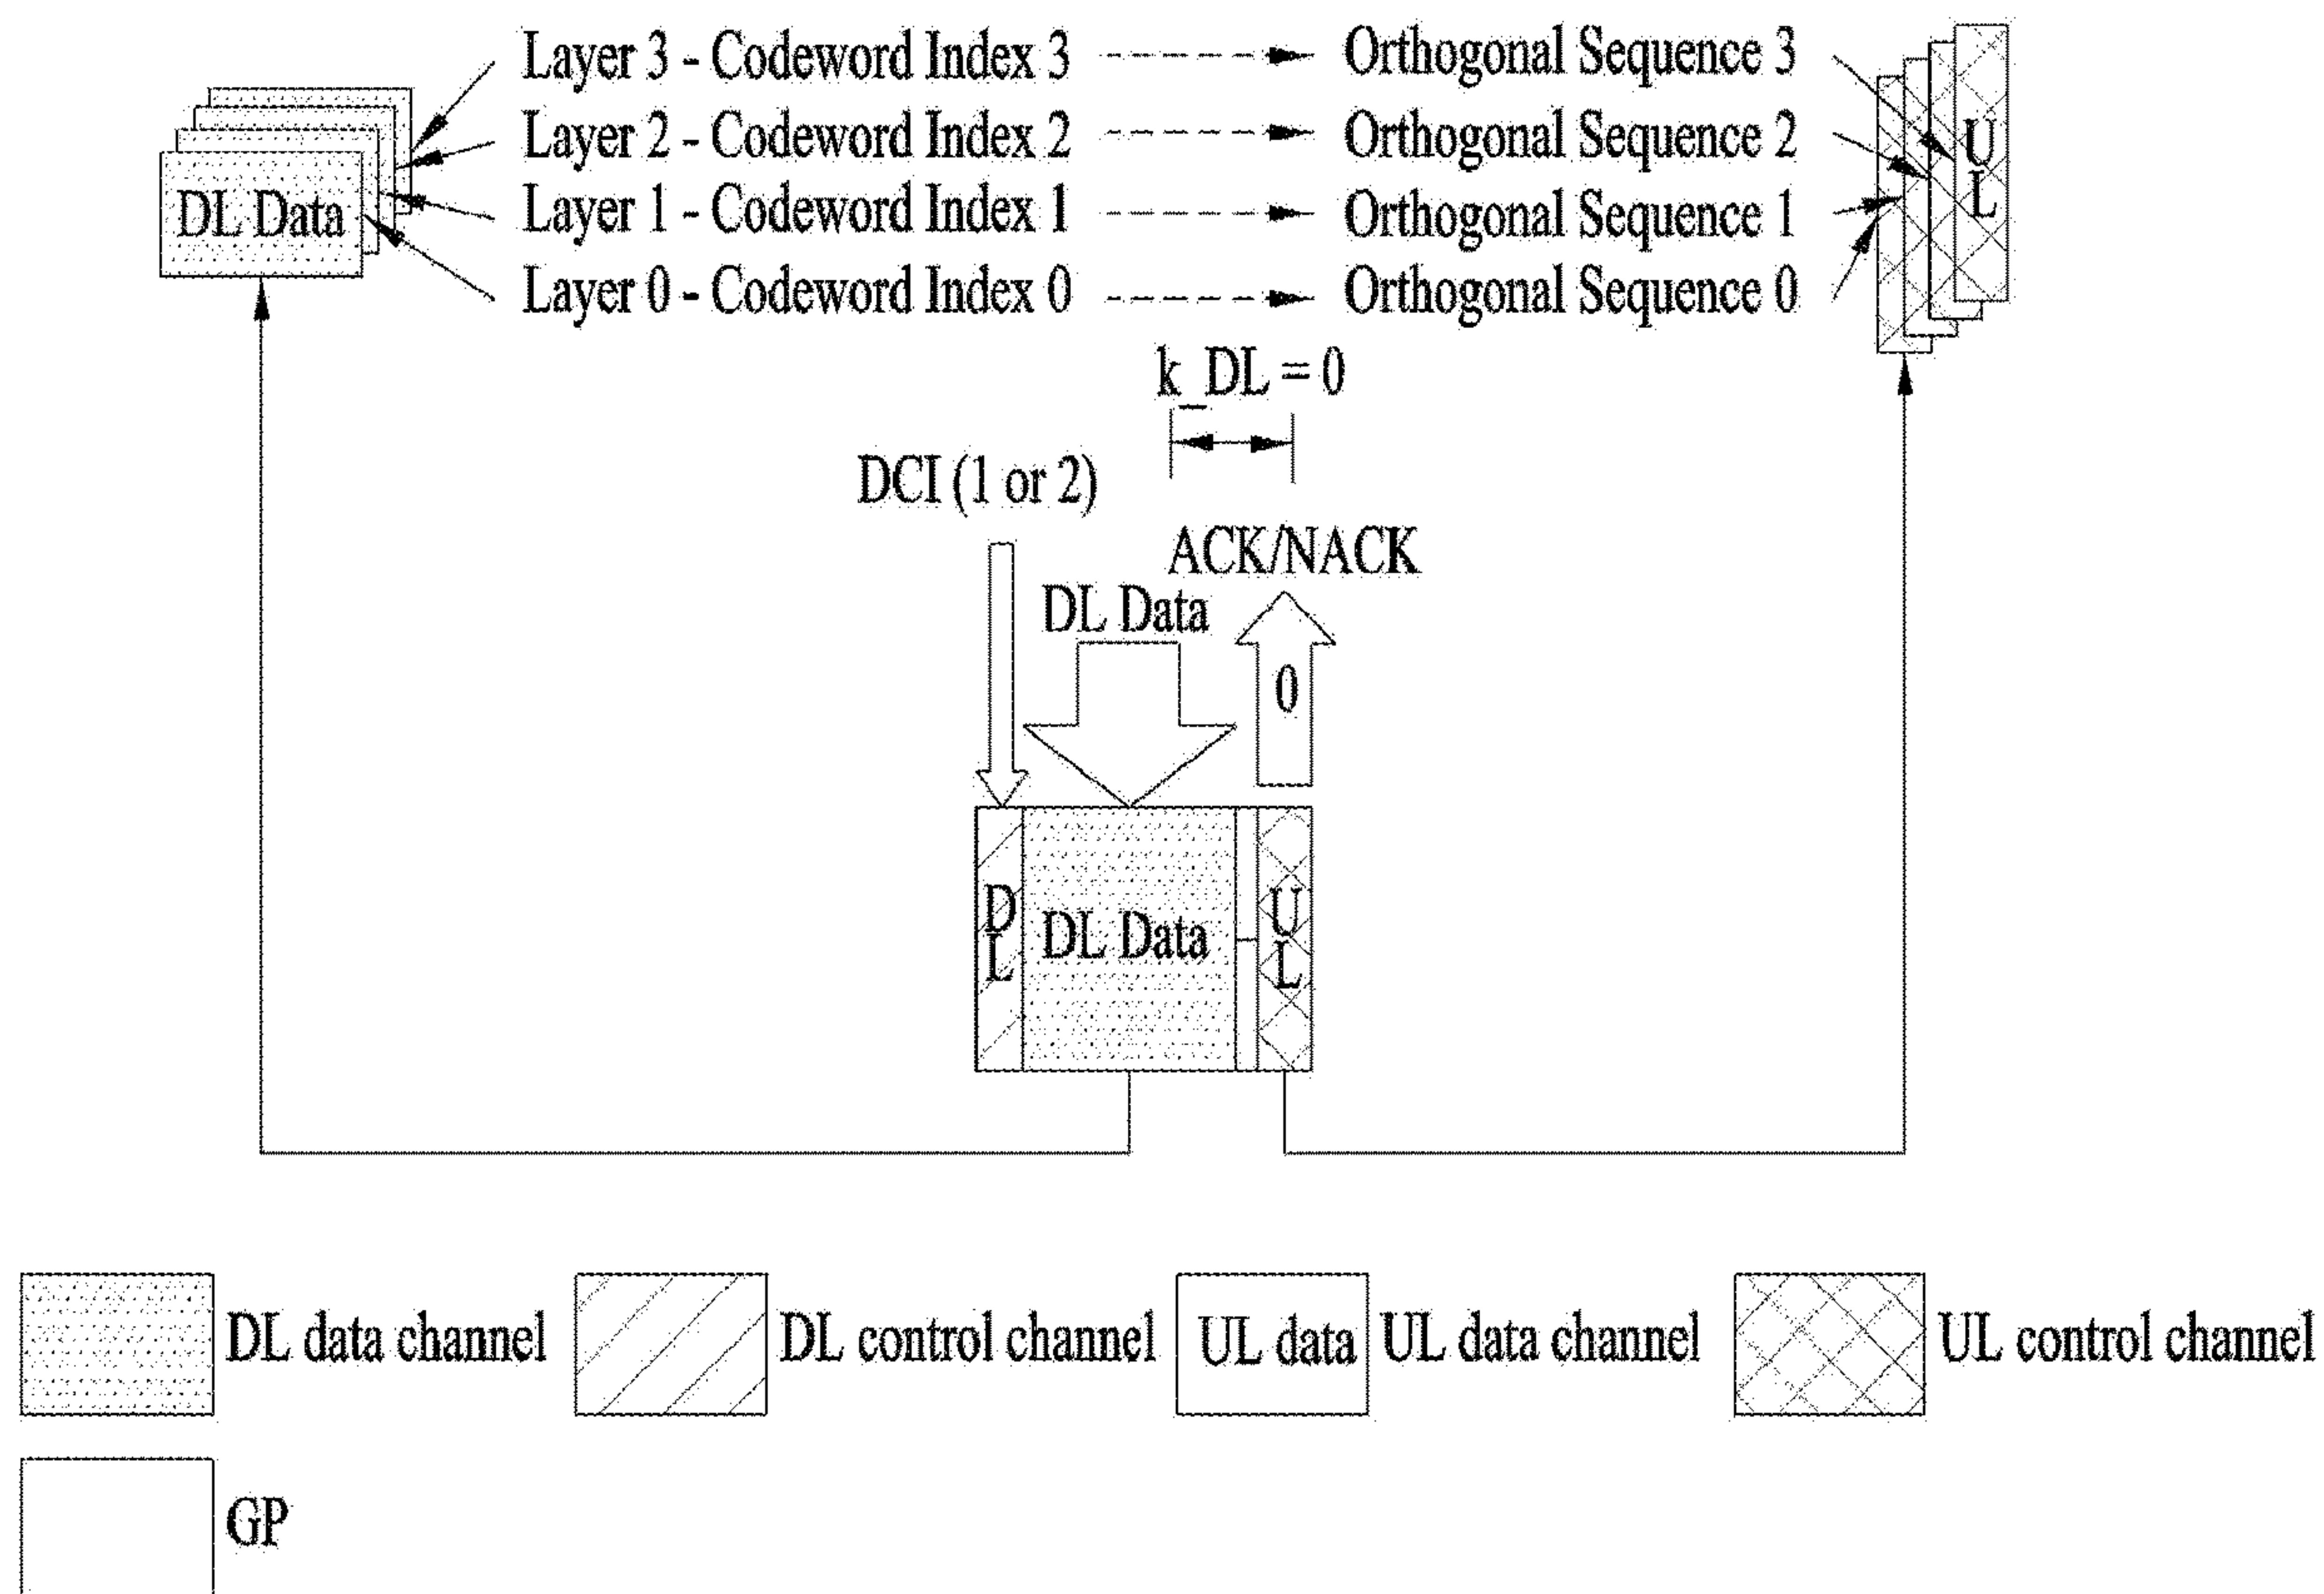 Layer 3 - Codeword Index 3 Orthogonal Sequence 3
Layer 2 - Codeword Index 2 Orthogonal Sequence 2
Layer 1 - Codeword Index 1 Orthogonal Sequence 1
Layer 0 - Codeword Index 0 Orthogonal Sequence 0
DL Data
UL
k_DL = 0
DCI (1 or 2)
ACK/NACK
DL Data
0
DL
DL Data
UL
DL data channel
DL control channel
UL data
UL data channel
UL control channel
GP